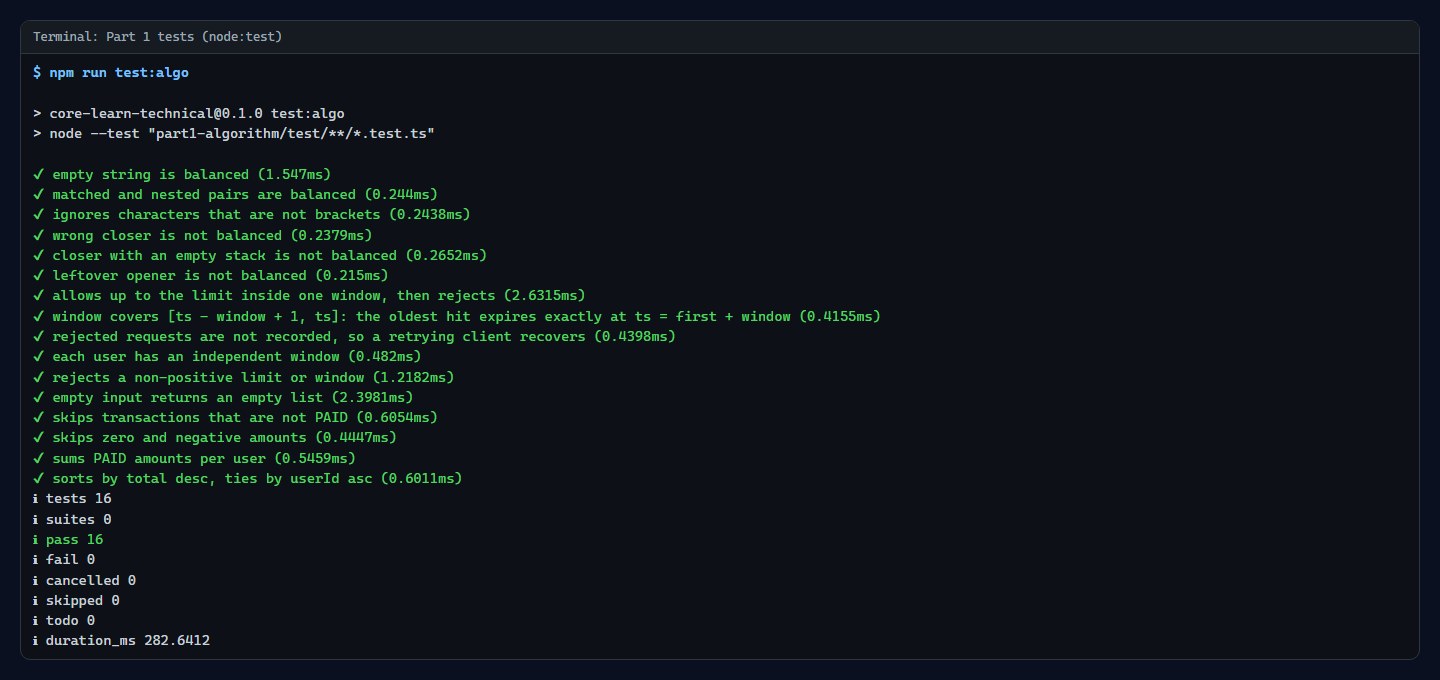 Terminal: Part 1 tests (node:test)
$ npm run test:algo
> core-learn-technical@0.1.0 test:algo
> node --test "part1-algorithm/test/**/*.test.ts"
✓ empty string is balanced (1.547ms)
✓ matched and nested pairs are balanced (0.244ms)
✓ ignores characters that are not brackets (0.2438ms)
✓ wrong closer is not balanced (0.2379ms)
✓ closer with an empty stack is not balanced (0.2652ms)
✓ leftover opener is not balanced (0.215ms)
✓ allows up to the limit inside one window, then rejects (2.6315ms)
✓ window covers [ts - window + 1, ts]: the oldest hit expires exactly at ts = first + window (0.4155ms)
✓ rejected requests are not recorded, so a retrying client recovers (0.4398ms)
✓ each user has an independent window (0.482ms)
✓ rejects a non-positive limit or window (1.2182ms)
✓ empty input returns an empty list (2.3981ms)
✓ skips transactions that are not PAID (0.6054ms)
✓ skips zero and negative amounts (0.4447ms)
✓ sums PAID amounts per user (0.5459ms)
✓ sorts by total desc, ties by userId asc (0.6011ms)
ℹ tests 16
ℹ suites 0
ℹ pass 16
ℹ fail 0
ℹ cancelled 0
ℹ skipped 0
ℹ todo 0
ℹ duration_ms 282.6412